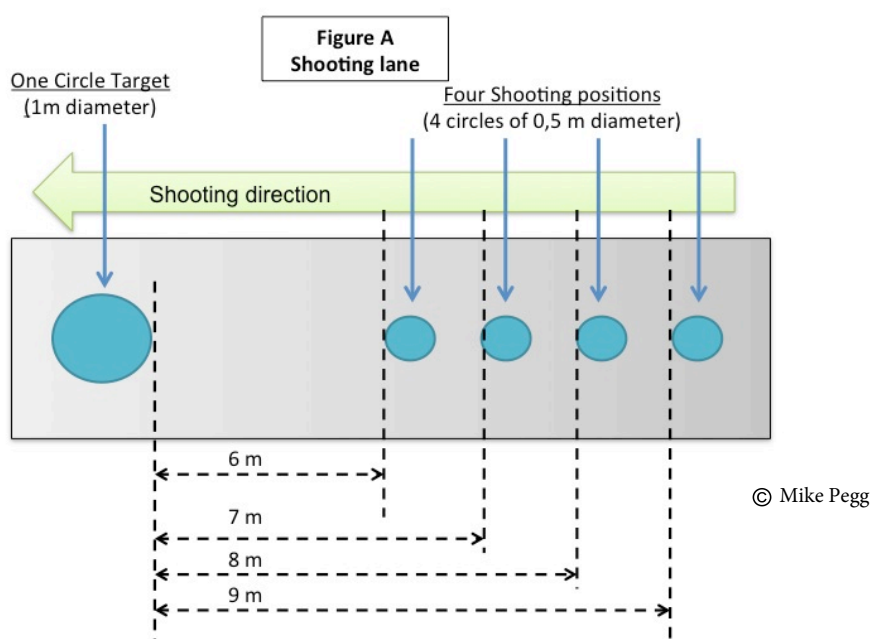 Figure A
Shooting lane
One Circle Target
(1m diameter)
Four Shooting positions
(4 circles of 0,5 m diameter)
Shooting direction
6 m
7 m
8 m
9 m
© Mike Pegg